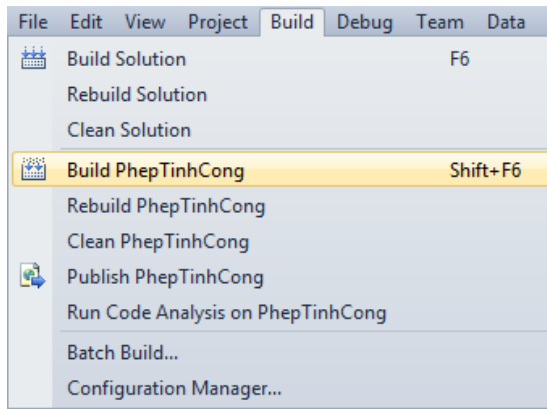 File Edit View Project Build Debug Team Data
Build Solution F6
Rebuild Solution
Clean Solution
Build PhepTinhCong Shift+F6
Rebuild PhepTinhCong
Clean PhepTinhCong
Publish PhepTinhCong
Run Code Analysis on PhepTinhCong
Batch Build...
Configuration Manager...